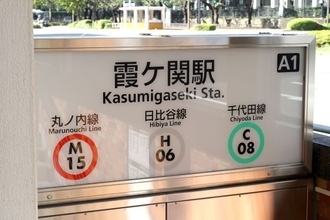 霞ケ関駅
Kasumigaseki Sta.
A1
丸ノ内線
Marunouchi Line
M
15
日比谷線
Hibiya Line
H
06
千代田線
Chiyoda Line
C
08